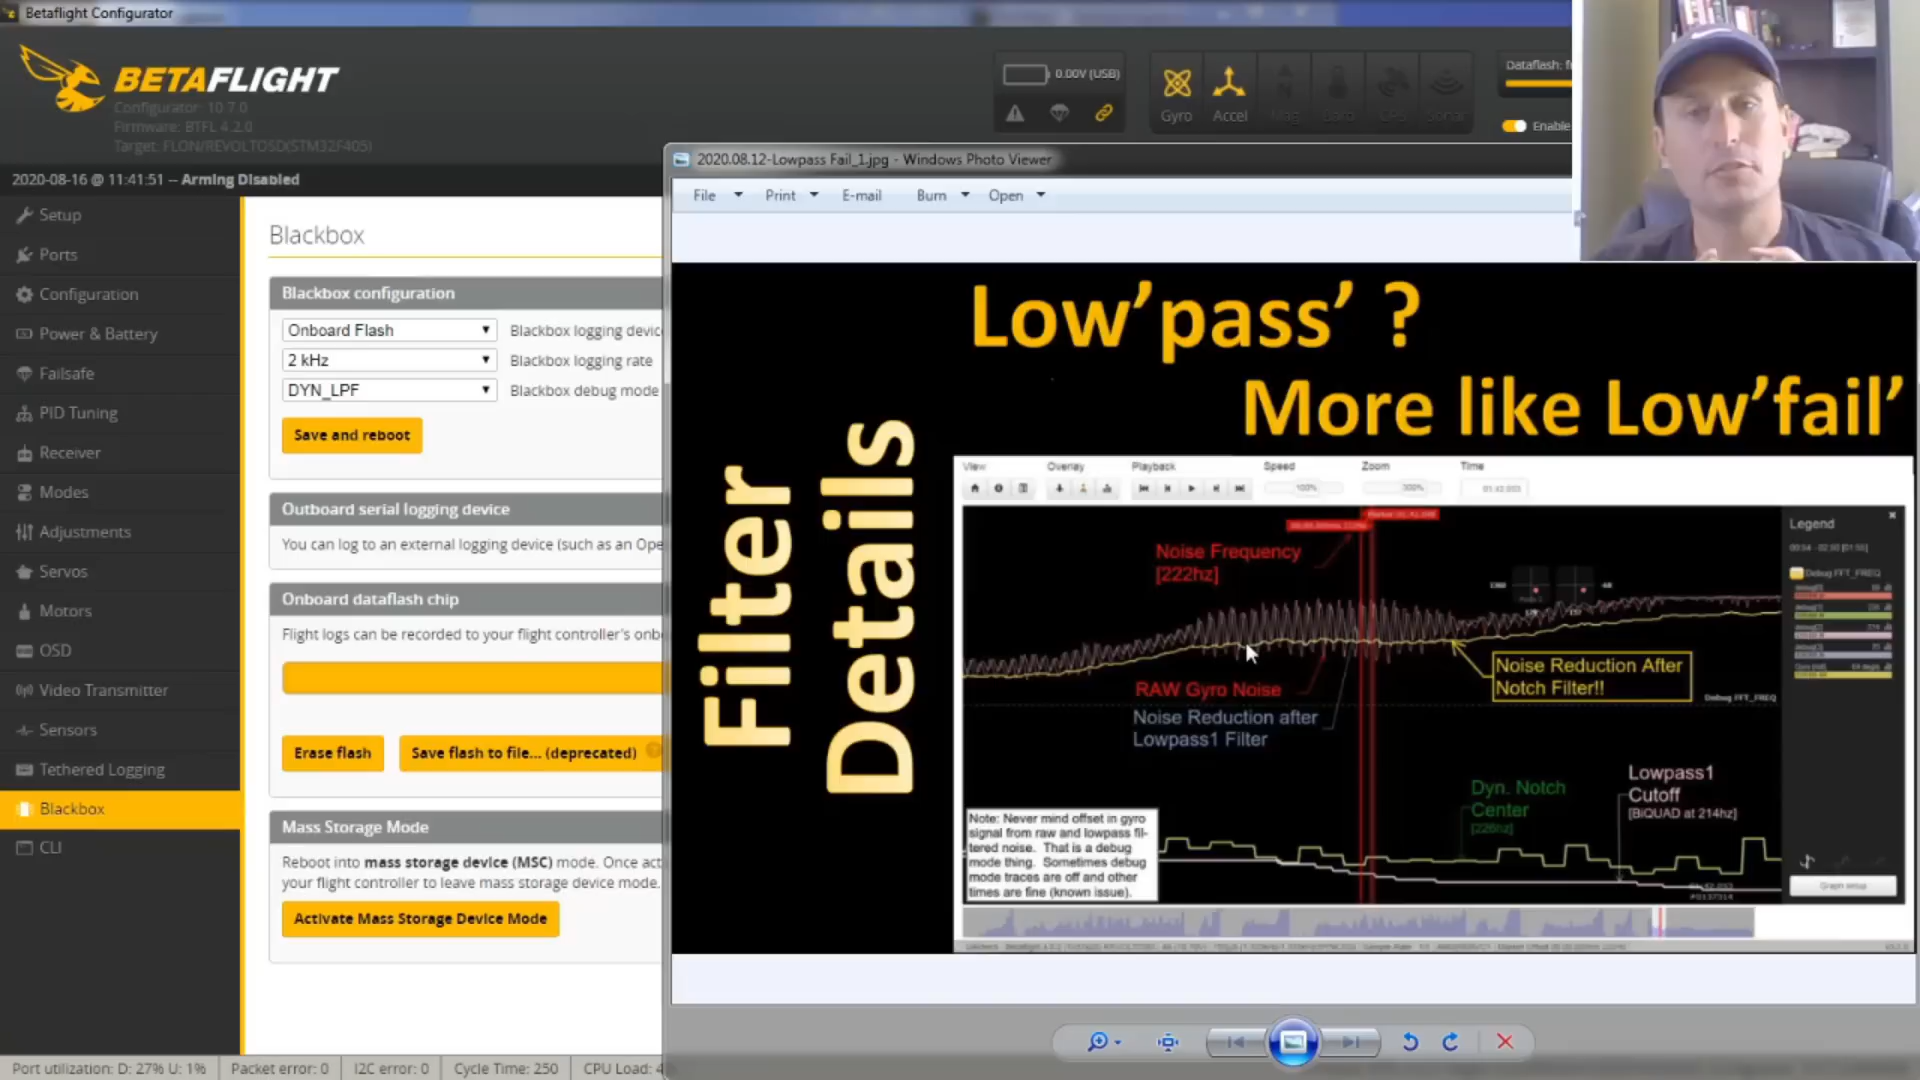 Betaflight Configurator
BETAFLIGHT
Configurator: 10.7.0
Firmware: BTFL 4.2.0
Target: FLON/REVOLTOSD(STM32F405)
0.00V (USB)
Gyro
Accel
Dataflash: f
Enable
2020-08-16 @ 11:41:51 -- Arming Disabled
Setup
Ports
Configuration
Power & Battery
Failsafe
PID Tuning
Receiver
Modes
Adjustments
Servos
Motors
OSD
Video Transmitter
Sensors
Tethered Logging
Blackbox
CLI
Blackbox
Blackbox configuration
Onboard Flash
Blackbox logging devic
2 kHz
Blackbox logging rate
DYN_LPF
Blackbox debug mode
Save and reboot
Outboard serial logging device
You can log to an external logging device (such as an Ope
Onboard dataflash chip
Flight logs can be recorded to your flight controller's onb
Erase flash
Save flash to file... (deprecated)
Mass Storage Mode
Reboot into mass storage device (MSC) mode. Once act
your flight controller to leave mass storage device mode.
Activate Mass Storage Device Mode
Port utilization: D: 27% U: 1%
Packet error: 0
I2C error: 0
Cycle Time: 250
CPU Load: 4
2020.08.12-Lowpass Fail_1.jpg - Windows Photo Viewer
File
Print
E-mail
Burn
Open
Low'pass' ?
More like Low'fail'
Filter
Details
View
Overlay
Playback
Speed
Zoom
Time
100%
300%
Noise Frequency
[222hz]
Legend
Debug FFT_FREQ
RAW Gyro Noise
Noise Reduction after
Lowpass1 Filter
Noise Reduction After
Notch Filter!!
Debug FFT_FREQ
Dyn. Notch
Center
[226hz]
Lowpass1
Cutoff
[BiQUAD at 214hz]
Note: Never mind offset in gyro
signal from raw and lowpass fil-
tered noise. That is a debug
mode thing. Sometimes debug
mode traces are off and other
times are fine (known issue).
Graph setup